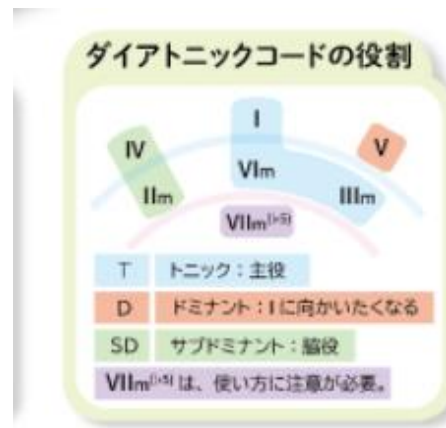 ダイアトニックコードの役割
I
IV
V
VIm
IIm
IIIm
VIIm(♭5)
T トニック：主役
D ドミナント：Iに向かいたくなる
SD サブドミナント：脇役
VIIm(♭5)は、使い方に注意が必要。